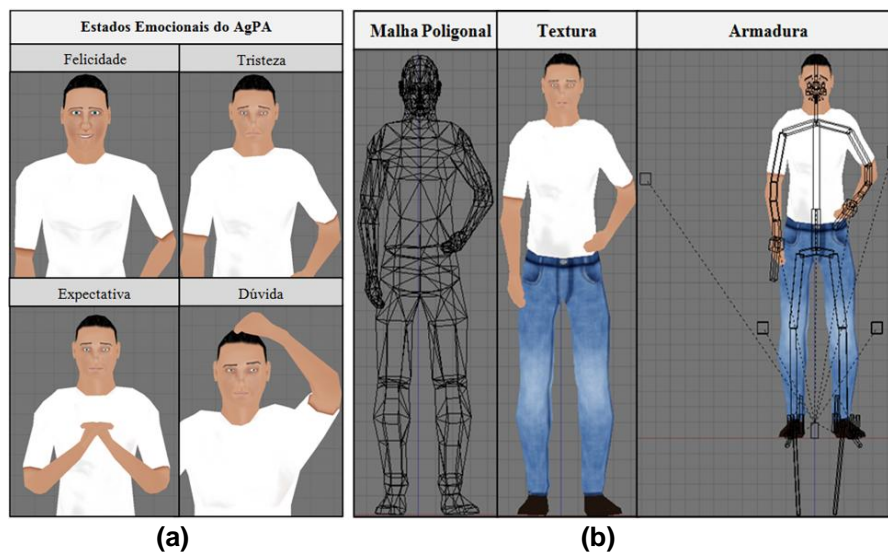 Estados Emocionais do AgPA
Felicidade
Tristeza
Expectativa
Dúvida
(a)
Malha Poligonal
Textura
Armadura
(b)